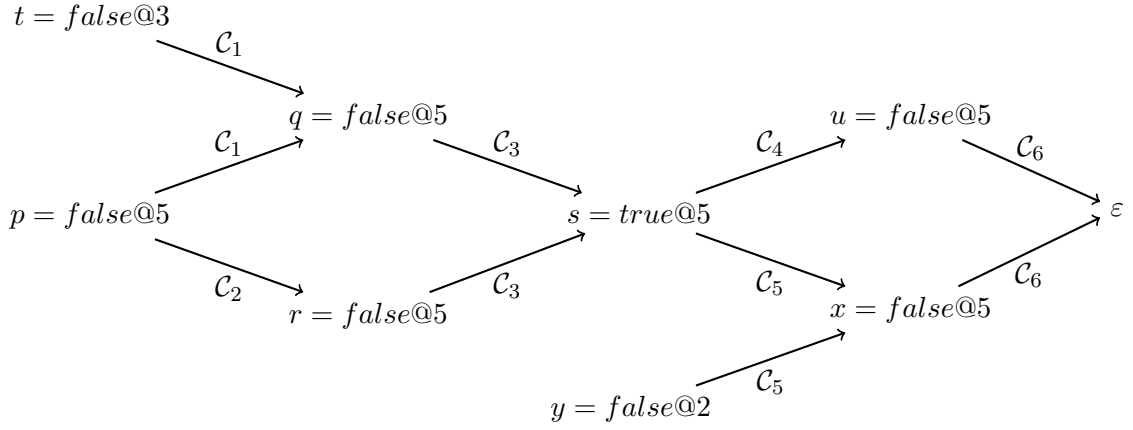 t = false@3
𝒞₁
q = false@5
u = false@5
𝒞₁
𝒞₃
𝒞₄
𝒞₆
p = false@5
s = true@5
ε
𝒞₂
𝒞₃
𝒞₅
𝒞₆
r = false@5
x = false@5
𝒞₅
y = false@2